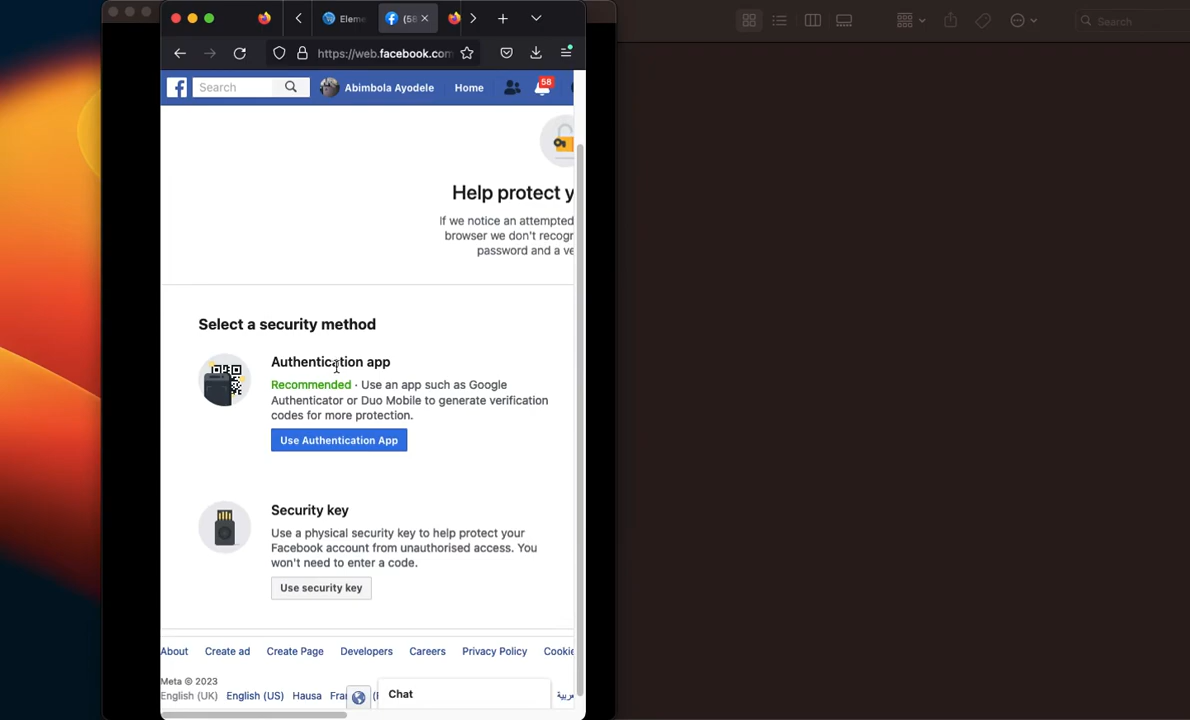 Eleme
(58
https://web.facebook.com
Search
Search
Abimbola Ayodele
Home
58
Help protect y
If we notice an attempted
browser we don't recogn
password and a ve
Select a security method
Authentication app
Recommended · Use an app such as Google
Authenticator or Duo Mobile to generate verification
codes for more protection.
Use Authentication App
Security key
Use a physical security key to help protect your
Facebook account from unauthorised access. You
won't need to enter a code.
Use security key
About Create ad Create Page Developers Careers Privacy Policy Cookie
Meta © 2023
English (UK) English (US) Hausa Fran
Chat